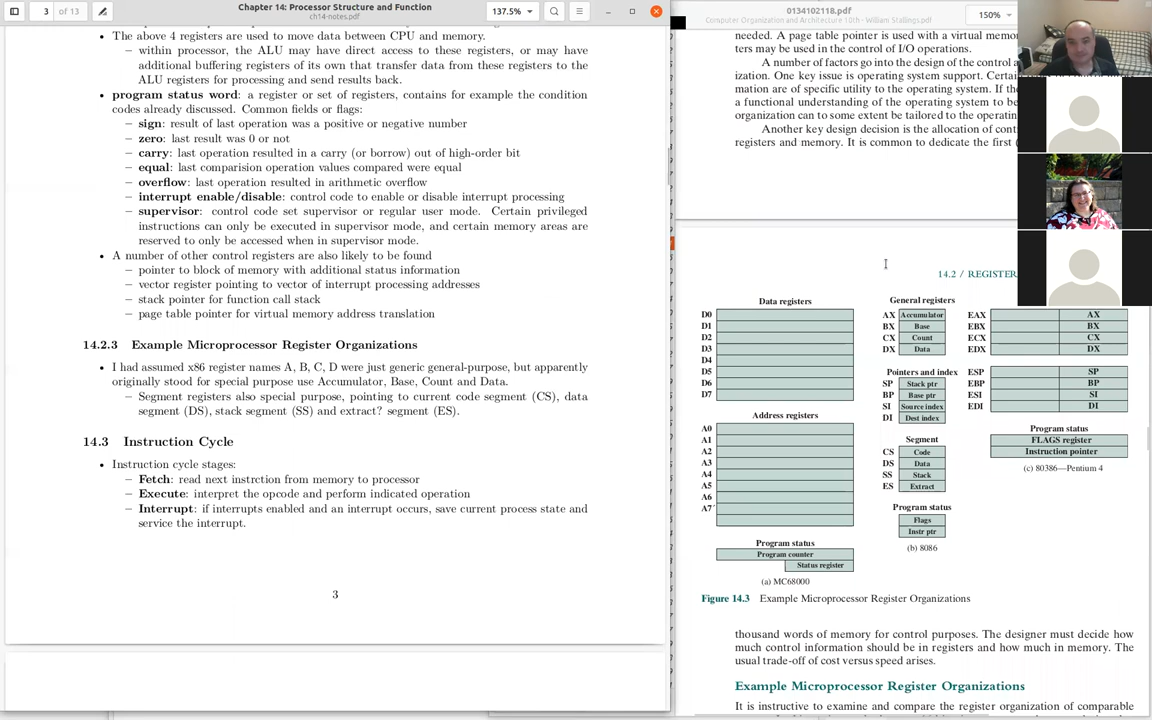 3 of 13
Chapter 14: Processor Structure and Function
ch14-notes.pdf
137.5%
• The above 4 registers are used to move data between CPU and memory.
– within processor, the ALU may have direct access to these registers, or may have
additional buffering registers of its own that transfer data from these registers to the
ALU registers for processing and send results back.
• program status word: a register or set of registers, contains for example the condition
codes already discussed. Common fields or flags:
– sign: result of last operation was a positive or negative number
– zero: last result was 0 or not
– carry: last operation resulted in a carry (or borrow) out of high-order bit
– equal: last comparision operation values compared were equal
– overflow: last operation resulted in arithmetic overflow
– interrupt enable/disable: control code to enable or disable interrupt processing
– supervisor: control code set supervisor or regular user mode. Certain privileged
instructions can only be executed in supervisor mode, and certain memory areas are
reserved to only be accessed when in supervisor mode.
• A number of other control registers are also likely to be found
– pointer to block of memory with additional status information
– vector register pointing to vector of interrupt processing addresses
– stack pointer for function call stack
– page table pointer for virtual memory address translation
14.2.3 Example Microprocessor Register Organizations
• I had assumed x86 register names A, B, C, D were just generic general-purpose, but apparently
originally stood for special purpose use Accumulator, Base, Count and Data.
– Segment registers also special purpose, pointing to current code segment (CS), data
segment (DS), stack segment (SS) and extract? segment (ES).
14.3 Instruction Cycle
• Instruction cycle stages:
– Fetch: read next instrction from memory to processor
– Execute: interpret the opcode and perform indicated operation
– Interrupt: if interrupts enabled and an interrupt occurs, save current process state and
service the interrupt.
3
0134102118.pdf
Computer Organization and Architecture 10th - William Stallings.pdf
150%
needed. A page table pointer is used with a virtual memo
ters may be used in the control of I/O operations.
A number of factors go into the design of the control a
ization. One key issue is operating system support. Certai
mation are of specific utility to the operating system. If the
a functional understanding of the operating system to be
organization can to some extent be tailored to the operatin
Another key design decision is the allocation of cont
registers and memory. It is common to dedicate the first (
14.2 / REGISTER
Data registers
D0
D1
D2
D3
D4
D5
D6
D7
Address registers
A0
A1
A2
A3
A4
A5
A6
A7′
Program status
Program counter
Status register
(a) MC68000
General registers
AX Accumulator
BX Base
CX Count
DX Data
Pointers and index
SP Stack ptr
BP Base ptr
SI Source index
DI Dest index
Segment
CS Code
DS Data
SS Stack
ES Extract
Program status
Flags
Instr ptr
(b) 8086
EAX AX
EBX BX
ECX CX
EDX DX
ESP SP
EBP BP
ESI SI
EDI DI
Program status
FLAGS register
Instruction pointer
(c) 80386—Pentium 4
Figure 14.3 Example Microprocessor Register Organizations
thousand words of memory for control purposes. The designer must decide how
much control information should be in registers and how much in memory. The
usual trade-off of cost versus speed arises.
Example Microprocessor Register Organizations
It is instructive to examine and compare the register organization of comparable